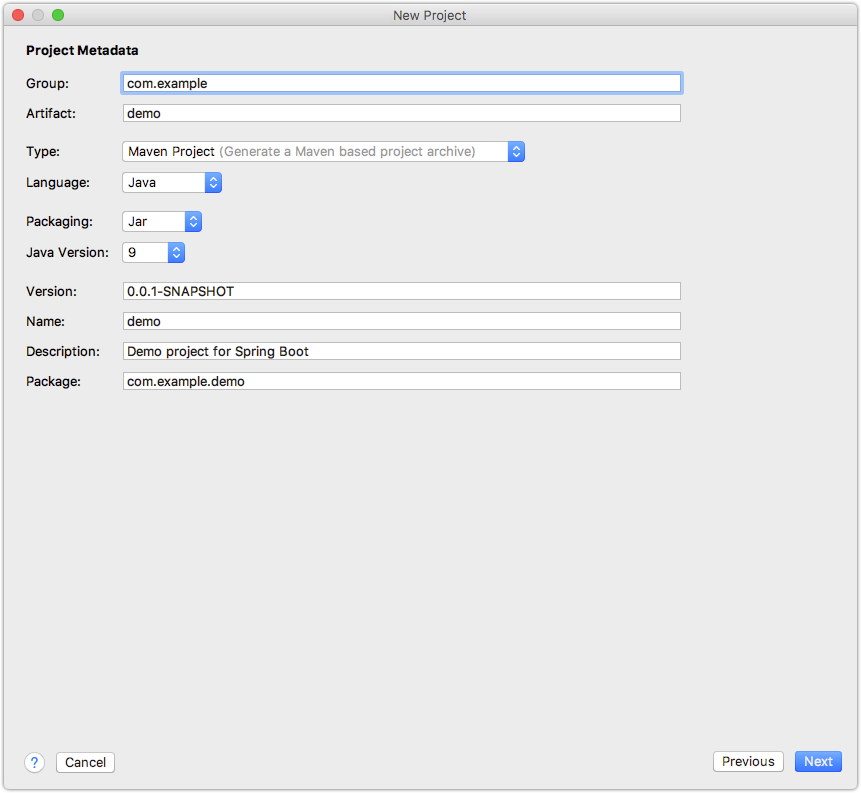 New Project
Project Metadata
Group: com.example
Artifact: demo
Type: Maven Project (Generate a Maven based project archive)
Language: Java
Packaging: Jar
Java Version: 9
Version: 0.0.1-SNAPSHOT
Name: demo
Description: Demo project for Spring Boot
Package: com.example.demo
? Cancel Previous Next